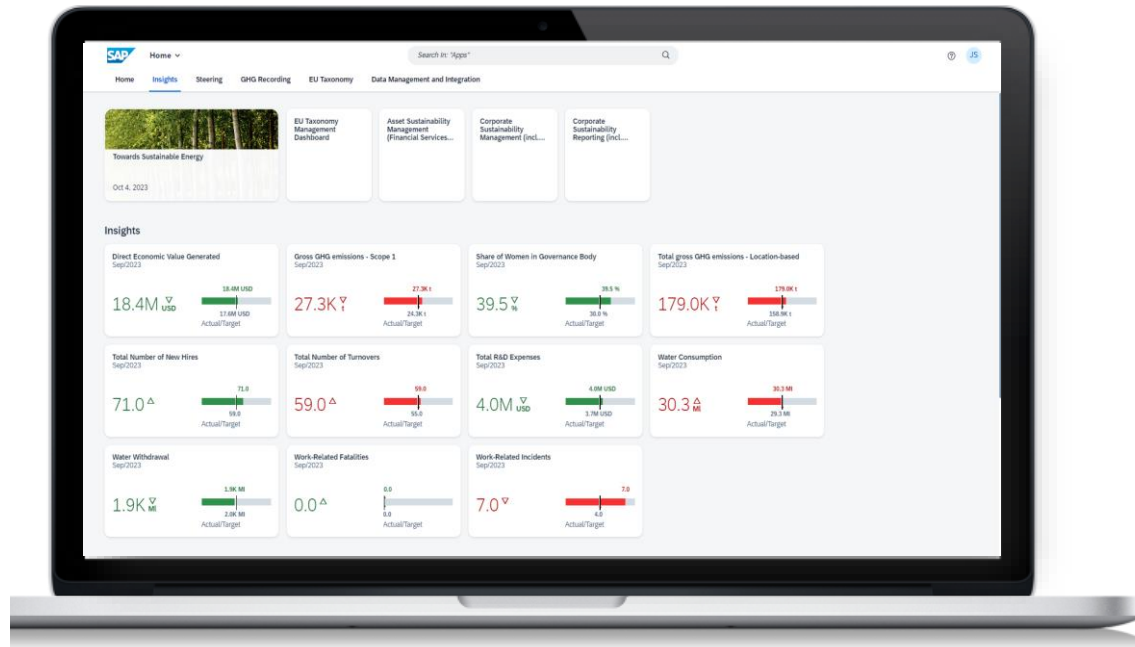 SAP Home
Search In: "Apps"
JS
Home Insights Steering GHG Recording EU Taxonomy Data Management and Integration
Towards Sustainable Energy
Oct 4, 2023
EU Taxonomy
Management
Dashboard
Asset Sustainability
Management
(Financial Services...
Corporate
Sustainability
Management (incl....
Corporate
Sustainability
Reporting (incl....
Insights
Direct Economic Value Generated
Sep/2023
18.4M USD
18.4M USD
17.6M USD
Actual/Target
Gross GHG emissions - Scope 1
Sep/2023
27.3K t
27.3K t
24.3K t
Actual/Target
Share of Women in Governance Body
Sep/2023
39.5 %
39.5 %
30.0 %
Actual/Target
Total gross GHG emissions - Location-based
Sep/2023
179.0K t
179.0K t
158.9K t
Actual/Target
Total Number of New Hires
Sep/2023
71.0
71.0
59.0
Actual/Target
Total Number of Turnovers
Sep/2023
59.0
59.0
55.0
Actual/Target
Total R&D Expenses
Sep/2023
4.0M USD
4.0M USD
3.7M USD
Actual/Target
Water Consumption
Sep/2023
30.3 Ml
30.3 Ml
29.3 Ml
Actual/Target
Water Withdrawal
Sep/2023
1.9K Ml
1.9K Ml
2.0K Ml
Actual/Target
Work-Related Fatalities
Sep/2023
0.0
0.0
0.0
Actual/Target
Work-Related Incidents
Sep/2023
7.0
7.0
4.0
Actual/Target